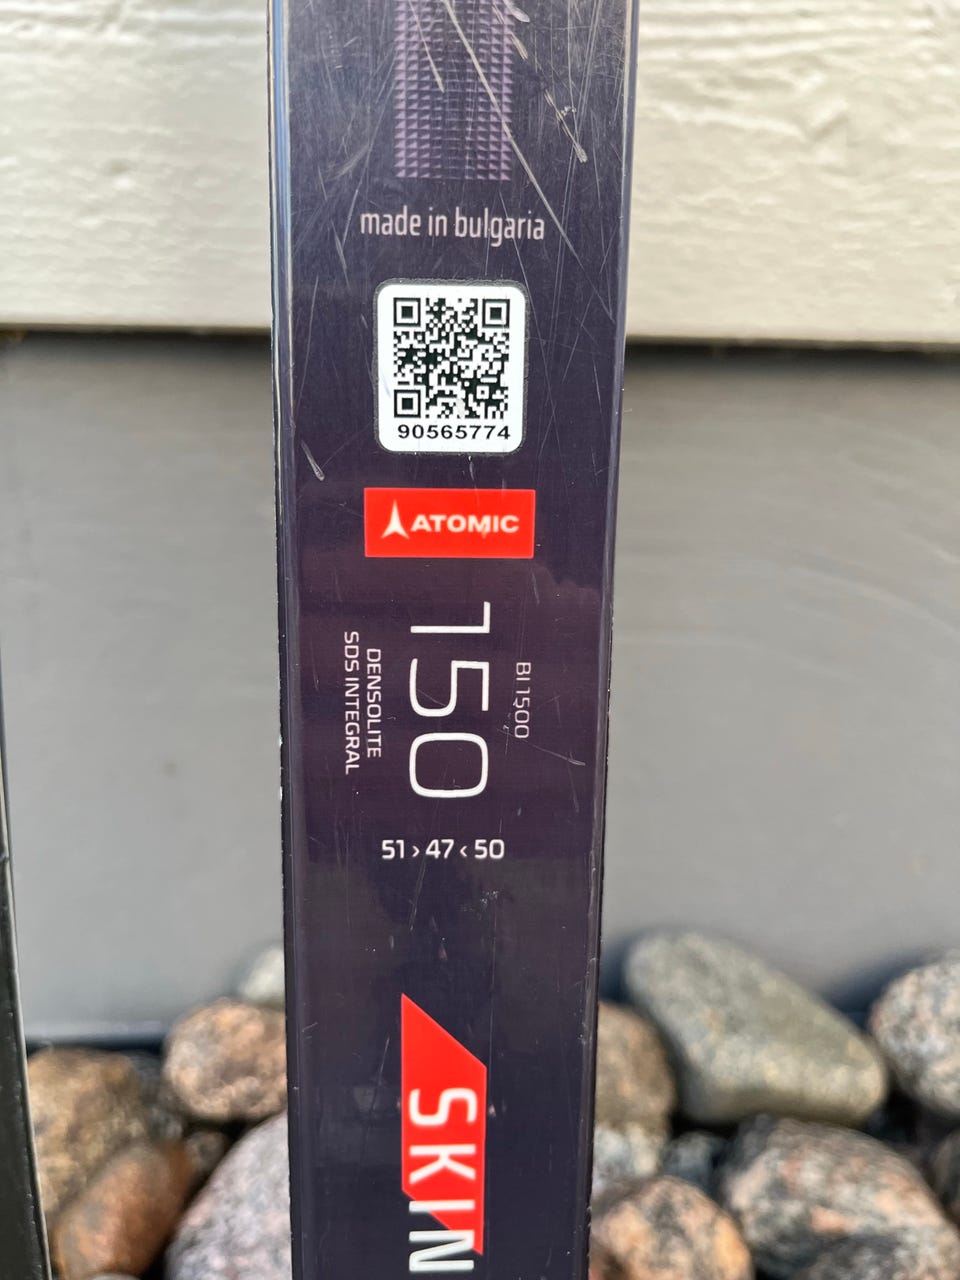 made in bulgaria
90565774
ATOMIC
BI 1500
150
DENSOLITE
SDS INTEGRAL
51 › 47 ‹ 50
SKIN